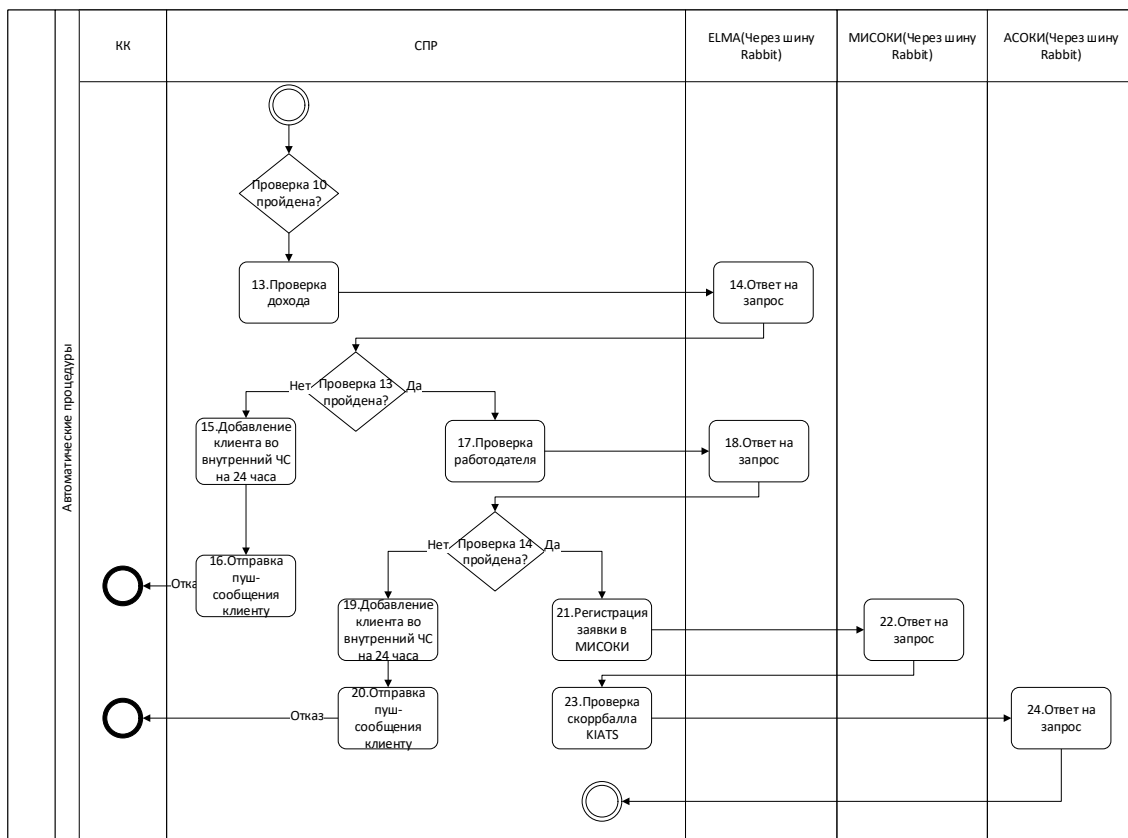 КК
СПР
ELMA(Через шину
Rabbit)
МИСОКИ(Через шину
Rabbit)
АСОКИ(Через шину
Rabbit)
Автоматические процедуры
Проверка 10
пройдена?
13.Проверка
дохода
14.Ответ на
запрос
Нет
Проверка 13
пройдена?
Да
15.Добавление
клиента во
внутренний ЧС
на 24 часа
17.Проверка
работодателя
18.Ответ на
запрос
Нет
Проверка 14
пройдена?
Да
Отказ
16.Отправка
пуш-
сообщения
клиенту
19.Добавление
клиента во
внутренний ЧС
на 24 часа
21.Регистрация
заявки в
МИСОКИ
22.Ответ на
запрос
Отказ
20.Отправка
пуш-
сообщения
клиенту
23.Проверка
скоррбалла
KIATS
24.Ответ на
запрос